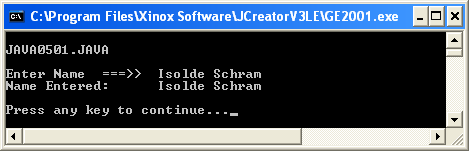 C:\Program Files\Xinox Software\JCreatorV3LE\GE2001.exe
JAVA0501.JAVA
Enter Name  ===>>  Isolde Schram
Name Entered:      Isolde Schram
Press any key to continue..._